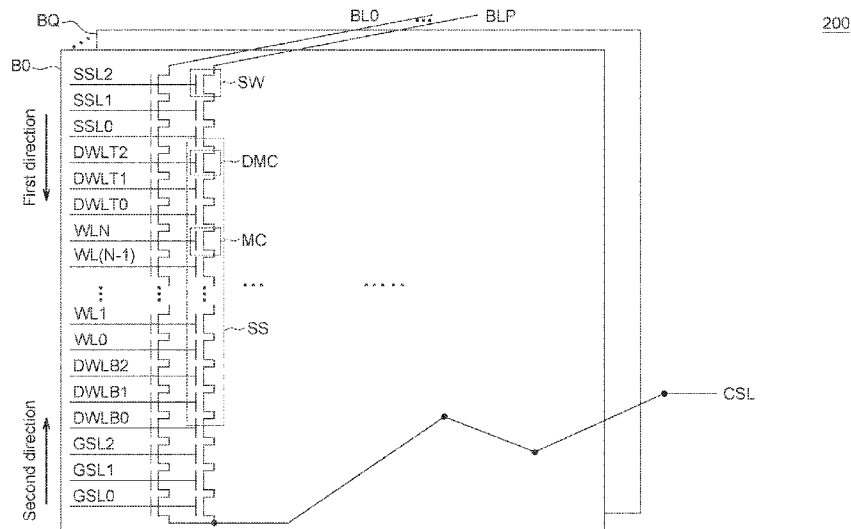 BL0 ... BLP
200
BQ
B0
SSL2
SW
SSL1
SSL0
DWLT2
DMC
DWLT1
DWLT0
WLN
MC
WL(N-1)
First direction
WL1
SS
WL0
DWLB2
DWLB1
CSL
DWLB0
GSL2
GSL1
GSL0
Second direction